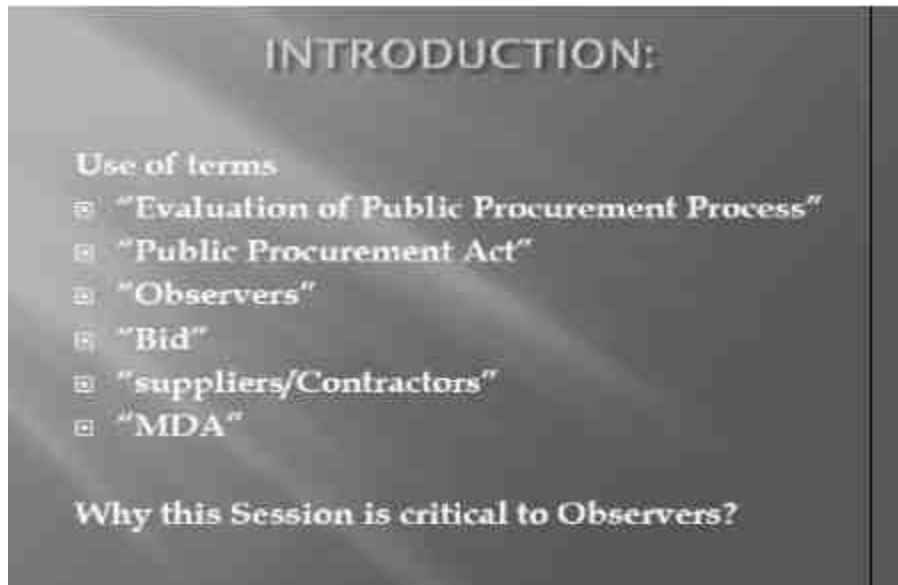 INTRODUCTION:
Use of terms
"Evaluation of Public Procurement Process"
"Public Procurement Act"
"Observers"
"Bid"
"suppliers/Contractors"
"MDA"
Why this Session is critical to Observers?